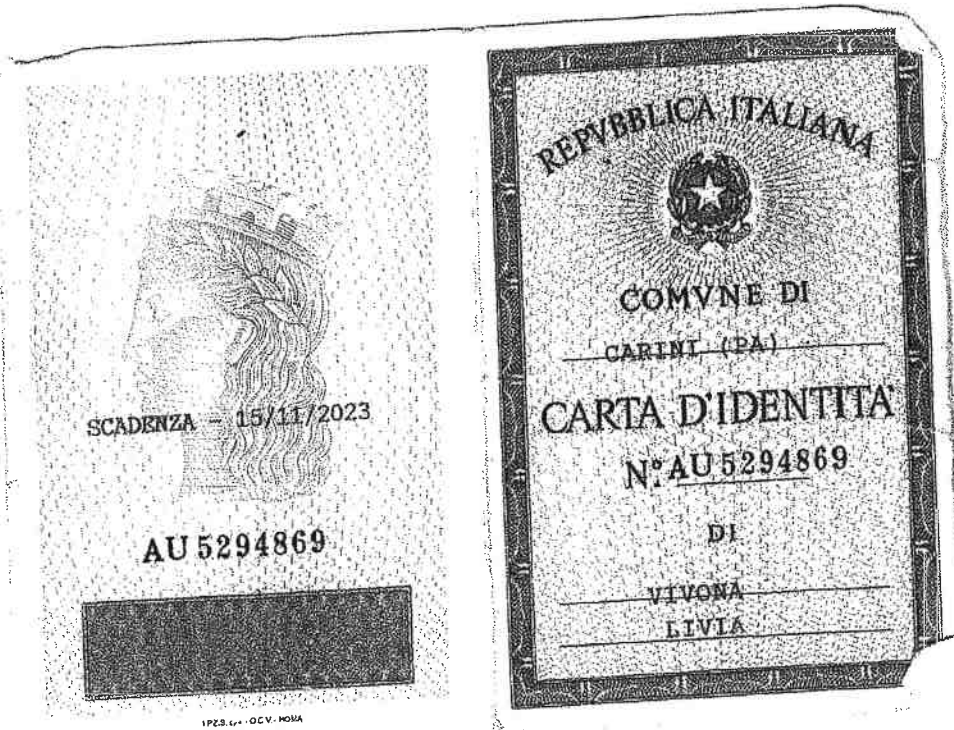 SCADENZA - 15/11/2023
AU 5294869
REPVBBLICA ITALIANA
COMVNE DI
CARINI (PA)
CARTA D'IDENTITA'
N° AU 5294869
DI
VIVONA
LIVIA